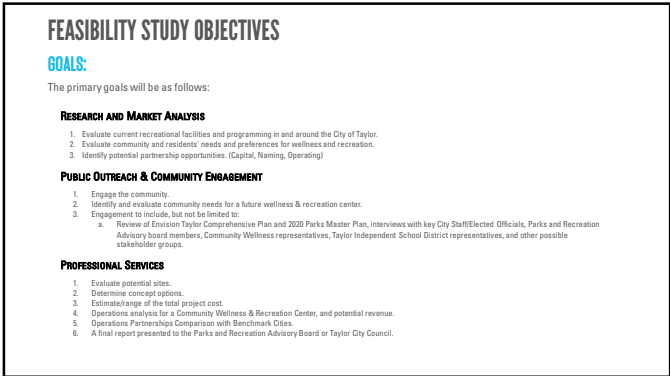 FEASIBILITY STUDY OBJECTIVES
GOALS:
The primary goals will be as follows:
RESEARCH AND MARKET ANALYSIS
1. Evaluate current recreational facilities and programming in and around the City of Taylor.
2. Evaluate community and residents' needs and preferences for wellness and recreation.
3. Identify potential partnership opportunities. (Capital, Naming, Operating)
PUBLIC OUTREACH & COMMUNITY ENGAGEMENT
1. Engage the community.
2. Identify and evaluate community needs for a future wellness & recreation center.
3. Engagement to include, but not be limited to:
a. Review of Envision Taylor Comprehensive Plan and 2020 Parks Master Plan, interviews with key City Staff/Elected Officials, Parks and Recreation
Advisory board members, Community Wellness representatives, Taylor Independent School District representatives, and other possible
stakeholder groups.
PROFESSIONAL SERVICES
1. Evaluate potential sites.
2. Determine concept options.
3. Estimate/range of the total project cost.
4. Operations analysis for a Community Wellness & Recreation Center, and potential revenue.
5. Operations Partnerships Comparison with Benchmark Cities.
6. A final report presented to the Parks and Recreation Advisory Board or Taylor City Council.